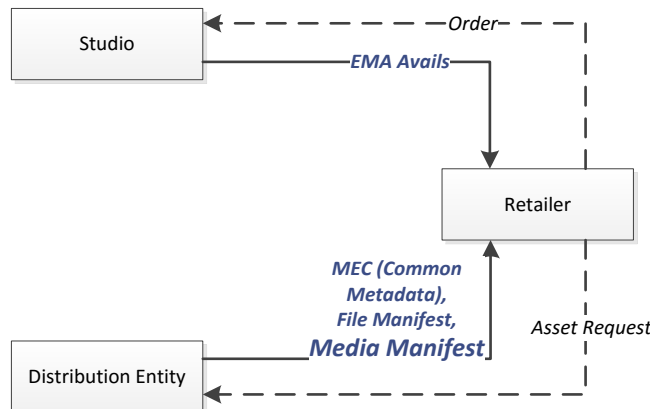 Order
Studio
EMA Avails
Retailer
MEC (Common
Metadata),
File Manifest,
Media Manifest
Asset Request
Distribution Entity